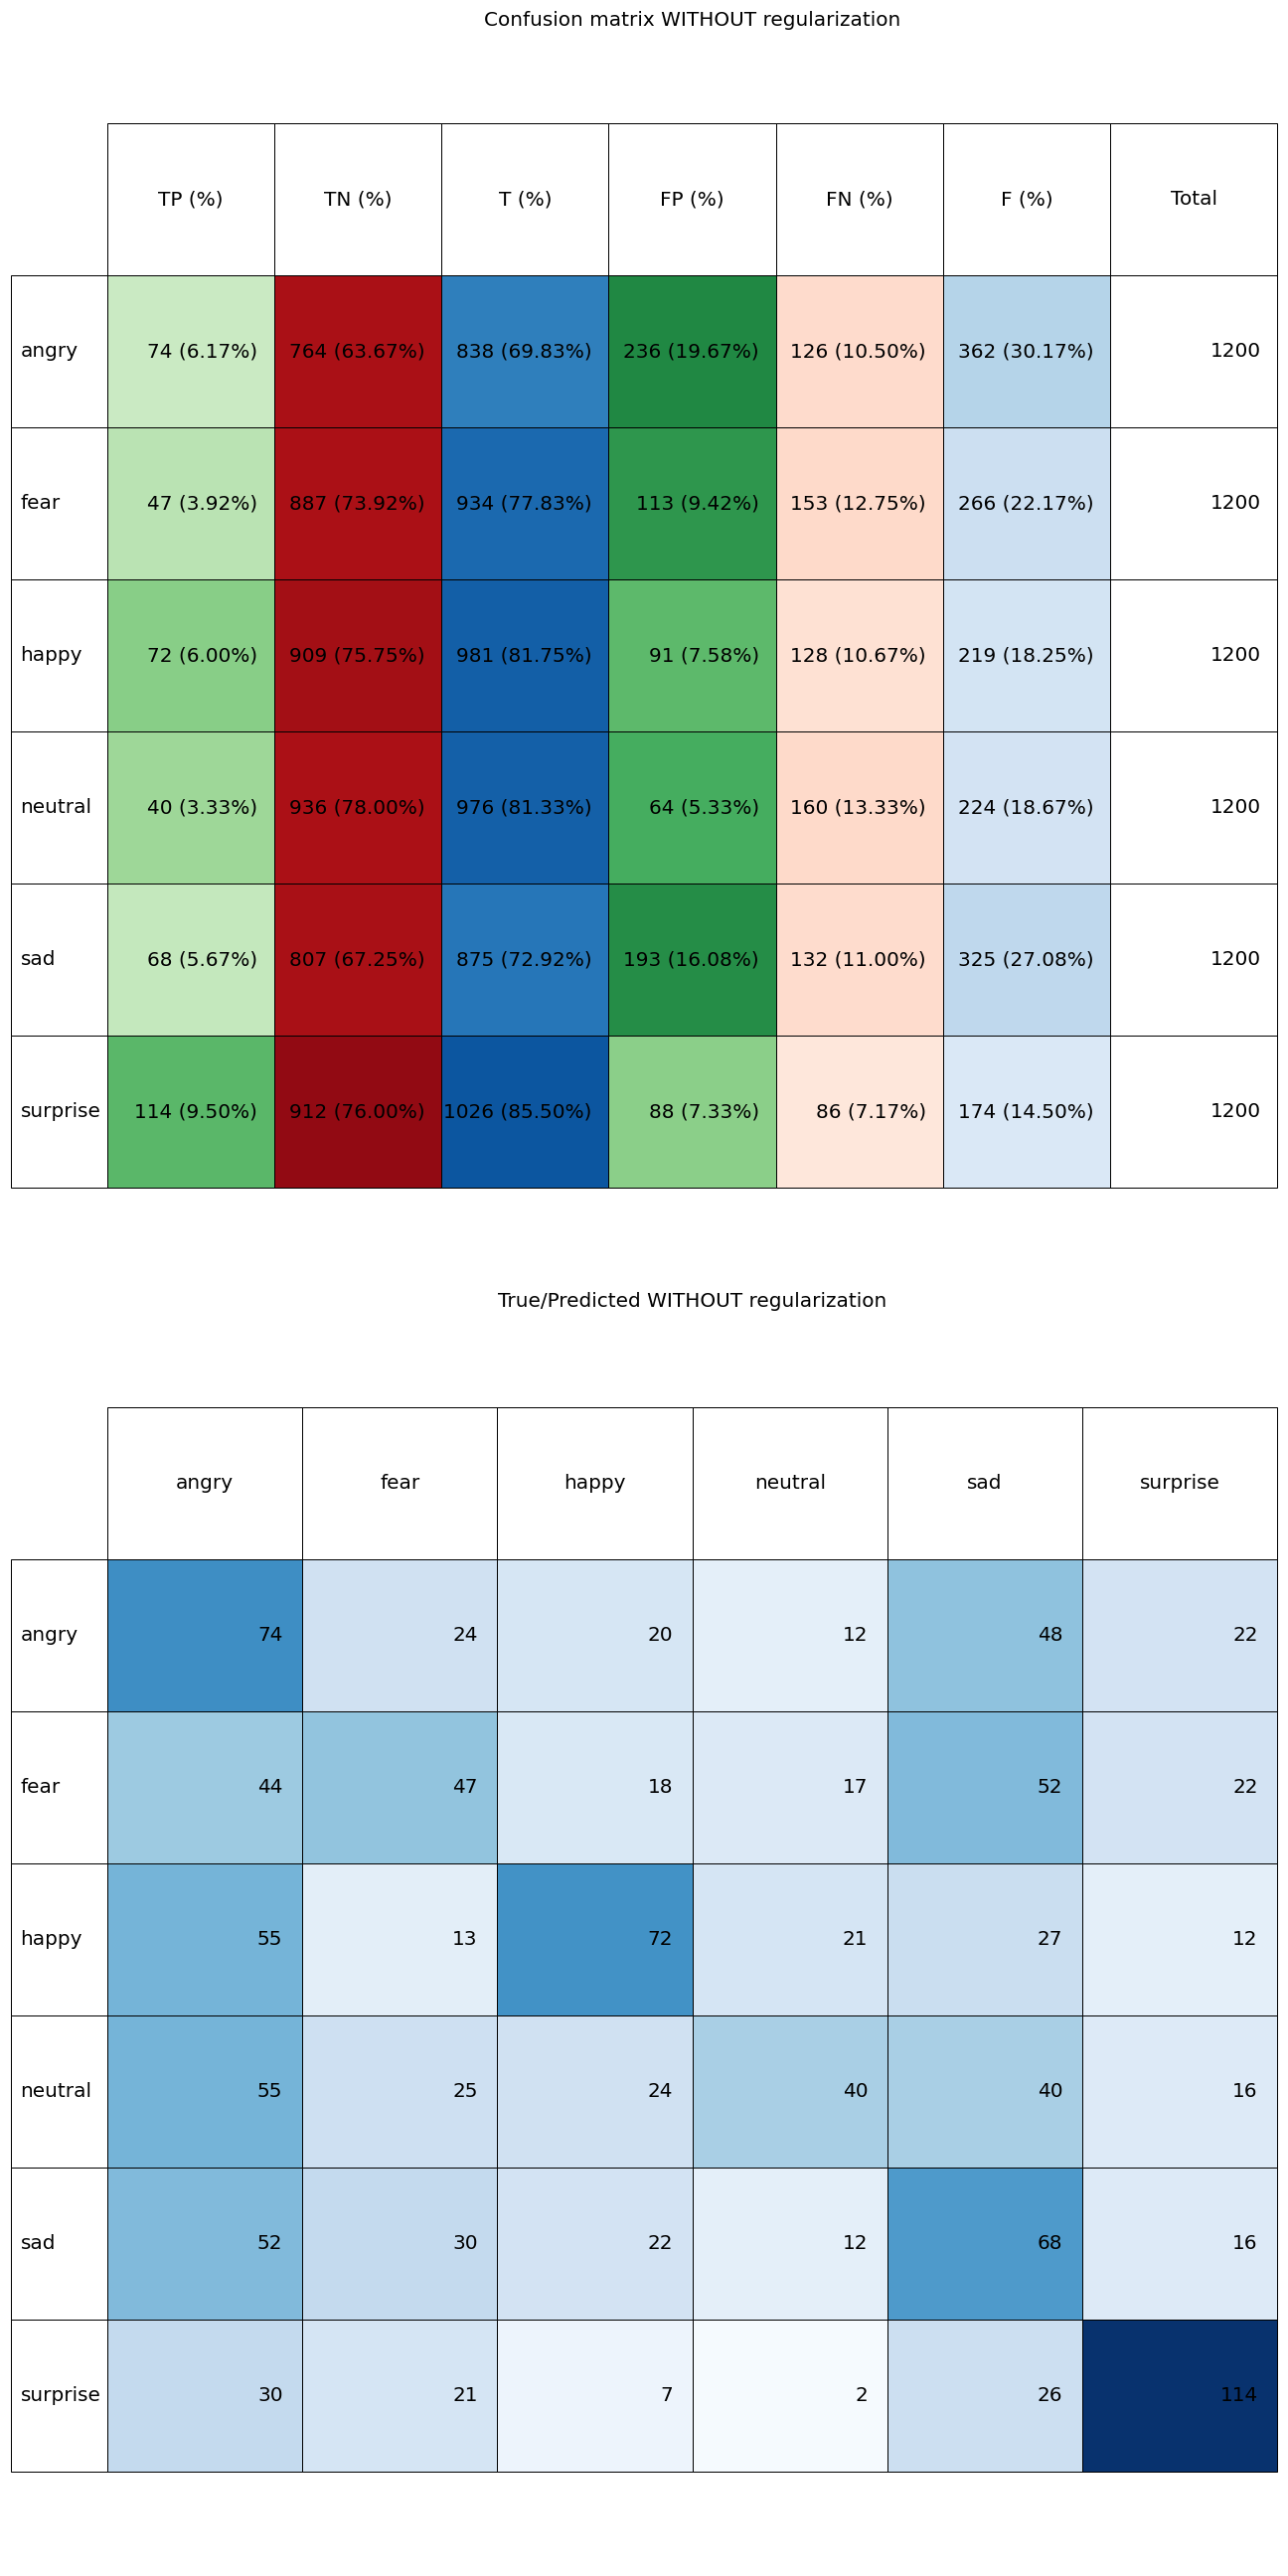 Confusion matrix WITHOUT regularization
TP (%) TN (%) T (%) FP (%) FN (%) F (%) Total
angry 74 (6.17%) 764 (63.67%) 838 (69.83%) 236 (19.67%) 126 (10.50%) 362 (30.17%) 1200
fear 47 (3.92%) 887 (73.92%) 934 (77.83%) 113 (9.42%) 153 (12.75%) 266 (22.17%) 1200
happy 72 (6.00%) 909 (75.75%) 981 (81.75%) 91 (7.58%) 128 (10.67%) 219 (18.25%) 1200
neutral 40 (3.33%) 936 (78.00%) 976 (81.33%) 64 (5.33%) 160 (13.33%) 224 (18.67%) 1200
sad 68 (5.67%) 807 (67.25%) 875 (72.92%) 193 (16.08%) 132 (11.00%) 325 (27.08%) 1200
surprise 114 (9.50%) 912 (76.00%) 1026 (85.50%) 88 (7.33%) 86 (7.17%) 174 (14.50%) 1200
True/Predicted WITHOUT regularization
angry fear happy neutral sad surprise
angry 74 24 20 12 48 22
fear 44 47 18 17 52 22
happy 55 13 72 21 27 12
neutral 55 25 24 40 40 16
sad 52 30 22 12 68 16
surprise 30 21 7 2 26 114